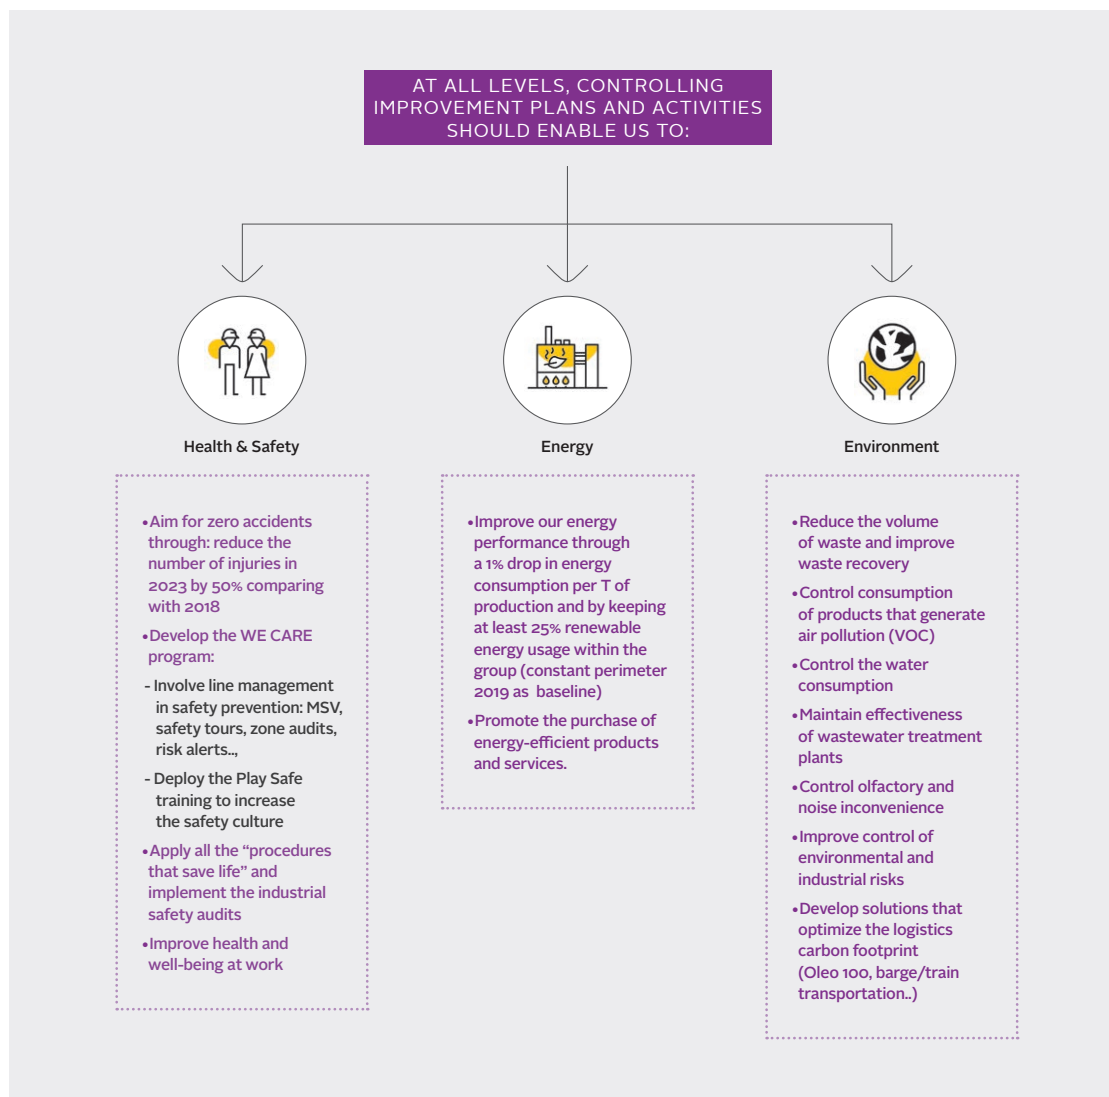 AT ALL LEVELS, CONTROLLING
IMPROVEMENT PLANS AND ACTIVITIES
SHOULD ENABLE US TO:
Health & Safety
•Aim for zero accidents
through: reduce the
number of injuries in
2023 by 50% comparing
with 2018
•Develop the WE CARE
program:
- Involve line management
in safety prevention: MSV,
safety tours, zone audits,
risk alerts..,
- Deploy the Play Safe
training to increase
the safety culture
•Apply all the “procedures
that save life” and
implement the industrial
safety audits
•Improve health and
well-being at work
Energy
•Improve our energy
performance through
a 1% drop in energy
consumption per T of
production and by keeping
at least 25% renewable
energy usage within the
group (constant perimeter
2019 as baseline)
•Promote the purchase of
energy-efficient products
and services.
Environment
•Reduce the volume
of waste and improve
waste recovery
•Control consumption
of products that generate
air pollution (VOC)
•Control the water
consumption
•Maintain effectiveness
of wastewater treatment
plants
•Control olfactory and
noise inconvenience
•Improve control of
environmental and
industrial risks
•Develop solutions that
optimize the logistics
carbon footprint
(Oleo 100, barge/train
transportation..)